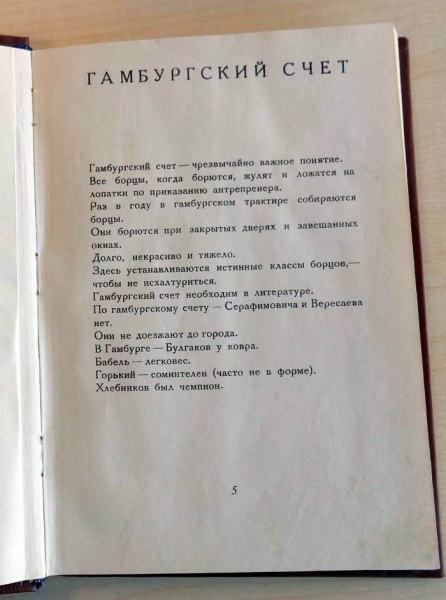 ГАМБУРГСКИЙ СЧЕТ
Гамбургский счет — чрезвычайно важное понятие.
Все борцы, когда борются, жулят и ложатся на
лопатки по приказанию антрепренера.
Раз в году в гамбургском трактире собираются
борцы.
Они борются при закрытых дверях и завешанных
окнах.
Долго, некрасиво и тяжело.
Здесь устанавливаются истинные классы борцов,—
чтобы не исхалтуриться.
Гамбургский счет необходим в литературе.
По гамбургскому счету — Серафимовича и Вересаева
нет.
Они не доезжают до города.
В Гамбурге — Булгаков у ковра.
Бабель — легковес.
Горький — сомнителен (часто не в форме).
Хлебников был чемпион.
5